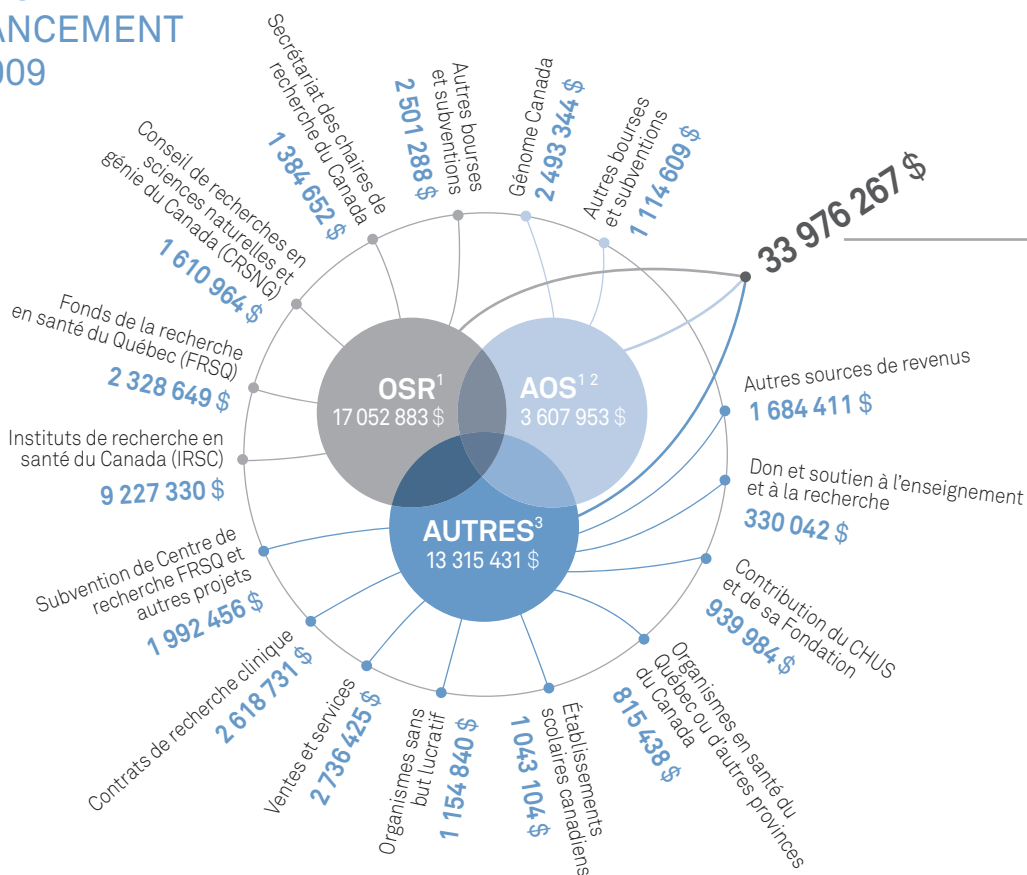 ANCEMENT
009
Secrétariat des chaires de
recherche du Canada
1 384 652 $
Autres bourses
et subventions
2 501 288 $
Génome Canada
2 493 344 $
Autres bourses
et subventions
1 114 609 $
33 976 267 $
Conseil de recherches en
sciences naturelles et
génie du Canada (CRSNG)
1 610 964 $
Fonds de la recherche
en santé du Québec (FRSQ)
2 328 649 $
Instituts de recherche en
santé du Canada (IRSC)
9 227 330 $
OSR¹
17 052 883 $
AOS¹ ²
3 607 953 $
AUTRES³
13 315 431 $
Autres sources de revenus
1 684 411 $
Don et soutien à l'enseignement
et à la recherche
330 042 $
Contribution du CHUS
et de sa Fondation
939 984 $
Organismes en santé du
Québec ou d'autres provinces
du Canada
815 438 $
Établissements
scolaires canadiens
1 043 104 $
Organismes sans
but lucratif
1 154 840 $
Ventes et services
2 736 425 $
Contrats de recherche clinique
2 618 731 $
Subvention de Centre de
recherche FRSQ et
autres projets
1 992 456 $